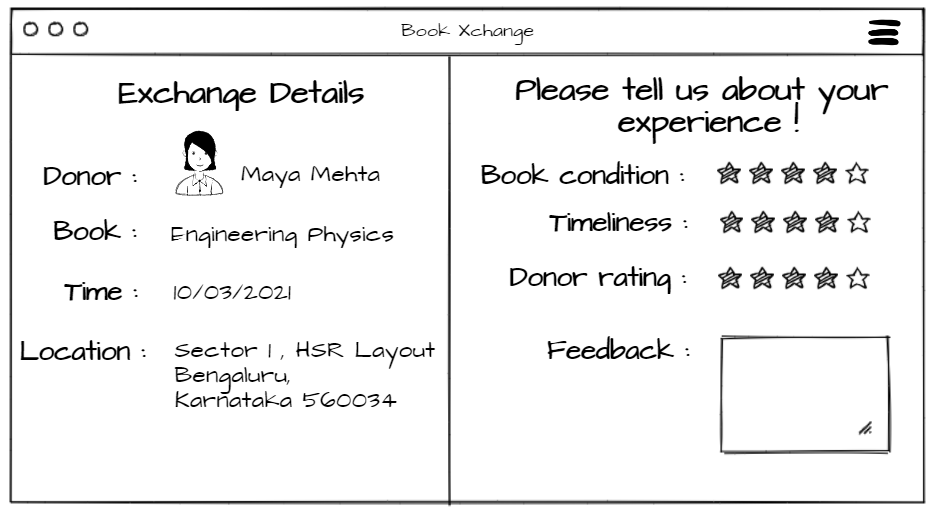 Book Xchange
Exchange Details
Donor : Maya Mehta
Book : Engineering Physics
Time : 10/03/2021
Location : Sector 1 , HSR Layout
Bengaluru,
Karnataka 560034
Please tell us about your
experience !
Book condition :
Timeliness :
Donor rating :
Feedback :